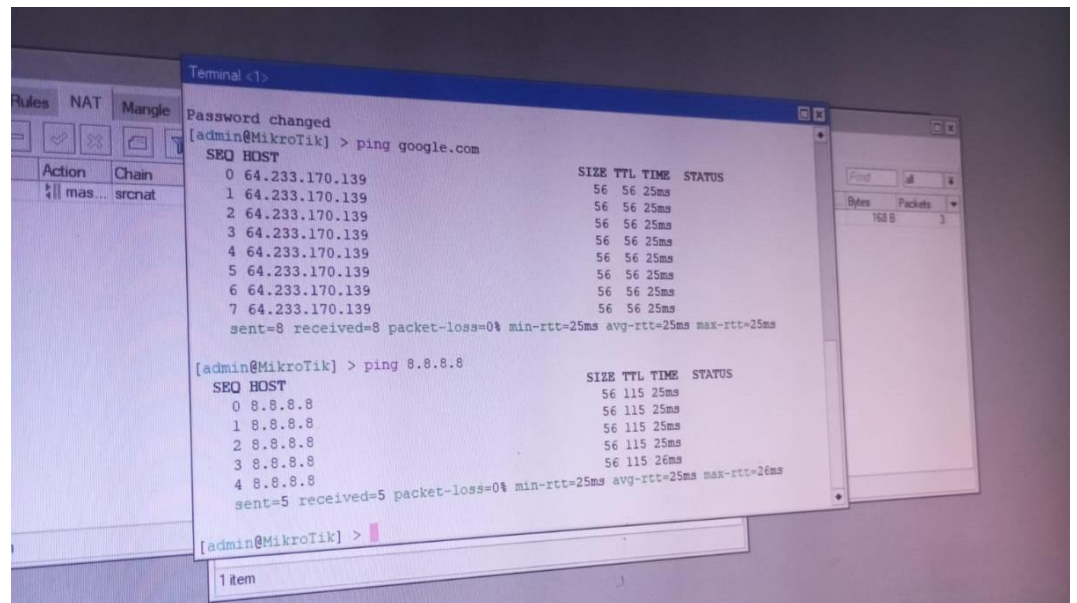 Terminal <1>
Rules NAT Mangle
Action Chain
mas... srcnat
Password changed
[admin@MikroTik] > ping google.com
SEQ HOST SIZE TTL TIME STATUS
0 64.233.170.139 56 56 25ms
1 64.233.170.139 56 56 25ms
2 64.233.170.139 56 56 25ms
3 64.233.170.139 56 56 25ms
4 64.233.170.139 56 56 25ms
5 64.233.170.139 56 56 25ms
6 64.233.170.139 56 56 25ms
7 64.233.170.139 56 56 25ms
sent=8 received=8 packet-loss=0% min-rtt=25ms avg-rtt=25ms max-rtt=25ms
[admin@MikroTik] > ping 8.8.8.8
SEQ HOST SIZE TTL TIME STATUS
0 8.8.8.8 56 115 25ms
1 8.8.8.8 56 115 25ms
2 8.8.8.8 56 115 25ms
3 8.8.8.8 56 115 25ms
4 8.8.8.8 56 115 26ms
sent=5 received=5 packet-loss=0% min-rtt=25ms avg-rtt=25ms max-rtt=26ms
[admin@MikroTik] >
Find all
... Bytes Packets
168 B 3
1 item